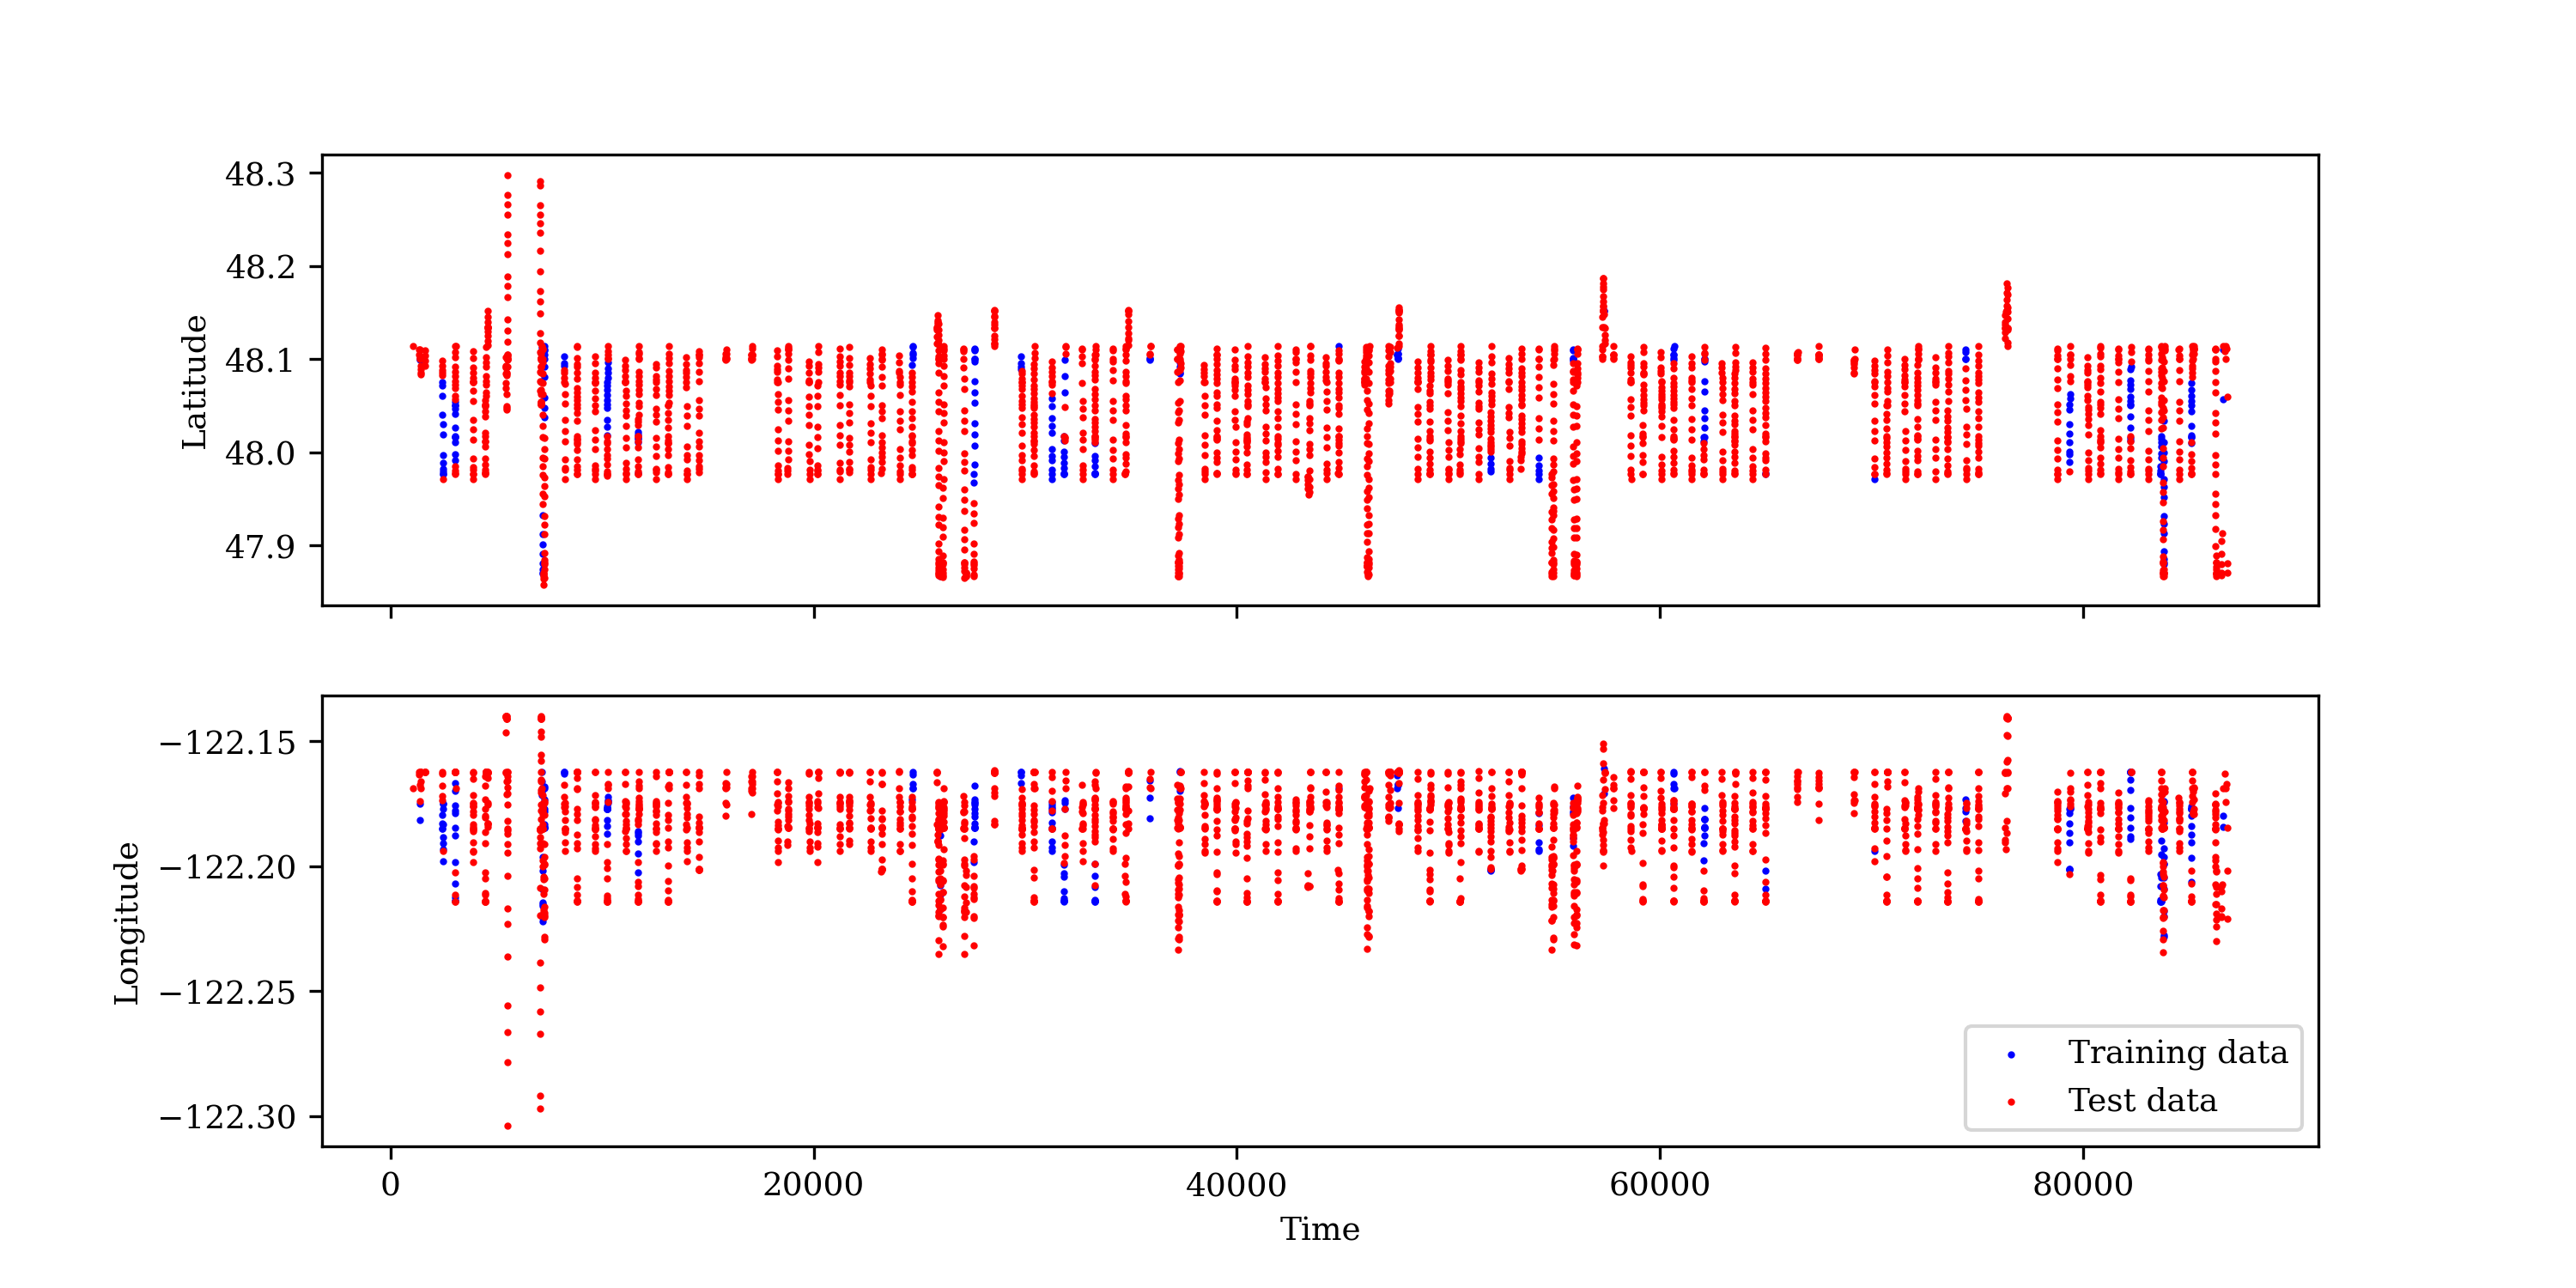 48.3
48.2
48.1
48.0
47.9
Latitude
−122.15
−122.20
−122.25
−122.30
Longitude
0 20000 40000 60000 80000
Time
Training data
Test data